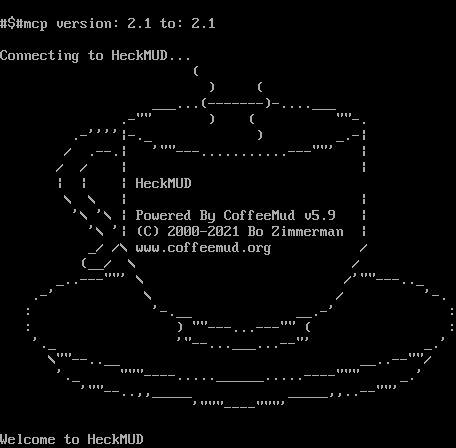 #$#mcp version: 2.1 to: 2.1
Connecting to HeckMUD...
HeckMUD
Powered By CoffeeMud v5.9
(C) 2000-2021 Bo Zimmerman
www.coffeemud.org
Welcome to HeckMUD